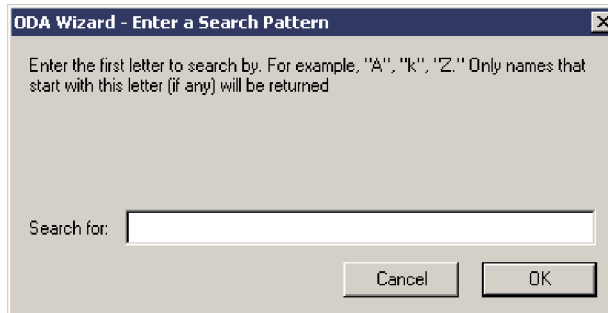 ODA Wizard - Enter a Search Pattern
Enter the first letter to search by. For example, "A", "k", "Z." Only names that
start with this letter (if any) will be returned
Search for:
Cancel OK